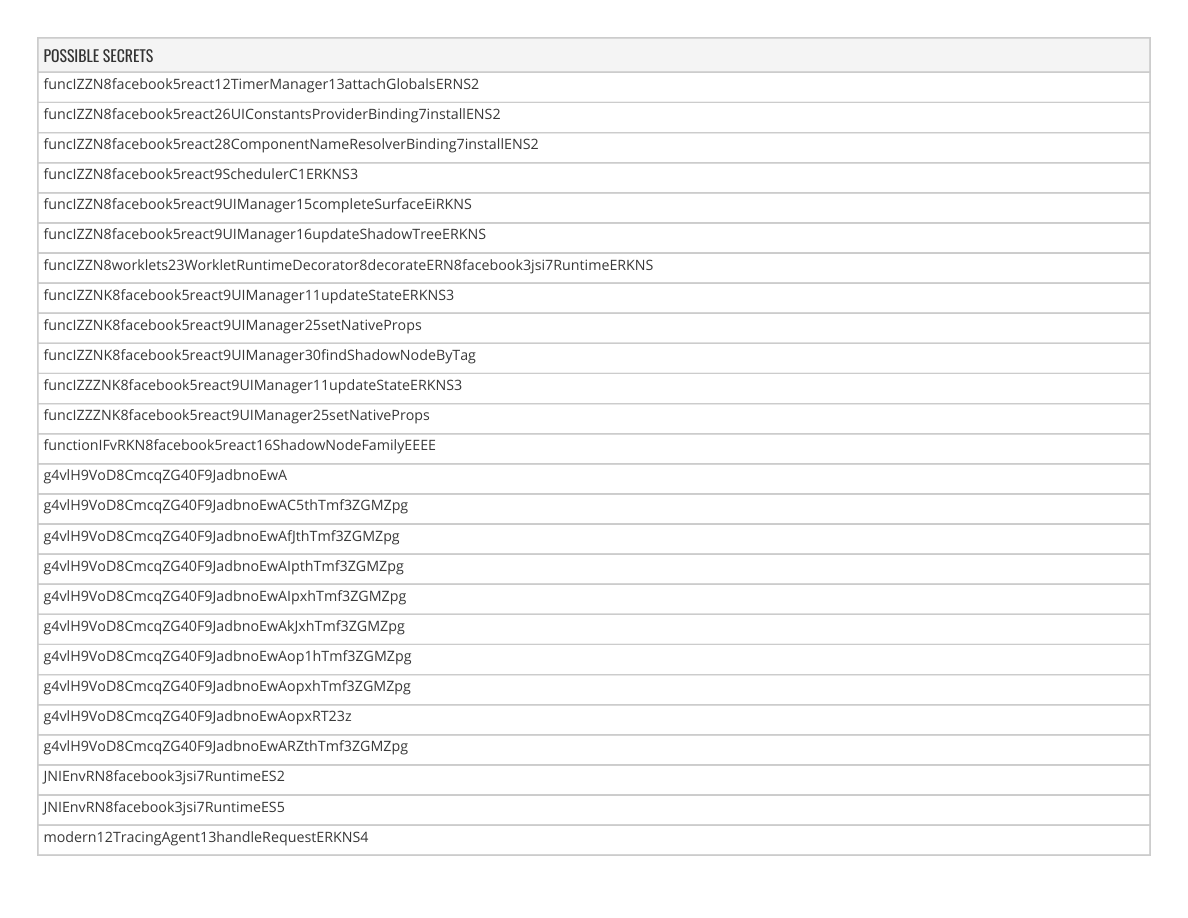 POSSIBLE SECRETS
funcIZZN8facebook5react12TimerManager13attachGlobalsERNS2
funcIZZN8facebook5react26UIConstantsProviderBinding7installENS2
funcIZZN8facebook5react28ComponentNameResolverBinding7installENS2
funcIZZN8facebook5react9SchedulerC1ERKNS3
funcIZZN8facebook5react9UIManager15completeSurfaceEiRKNS
funcIZZN8facebook5react9UIManager16updateShadowTreeERKNS
funcIZZN8worklets23WorkletRuntimeDecorator8decorateERN8facebook3jsi7RuntimeERKNS
funcIZZNK8facebook5react9UIManager11updateStateERKNS3
funcIZZNK8facebook5react9UIManager25setNativeProps
funcIZZNK8facebook5react9UIManager30findShadowNodeByTag
funcIZZZNK8facebook5react9UIManager11updateStateERKNS3
funcIZZZNK8facebook5react9UIManager25setNativeProps
functionIFvRKN8facebook5react16ShadowNodeFamilyEEEE
g4vlH9VoD8CmcqZG40F9JadbnoEwA
g4vlH9VoD8CmcqZG40F9JadbnoEwAC5thTmf3ZGMZpg
g4vlH9VoD8CmcqZG40F9JadbnoEwAfJthTmf3ZGMZpg
g4vlH9VoD8CmcqZG40F9JadbnoEwAIpthTmf3ZGMZpg
g4vlH9VoD8CmcqZG40F9JadbnoEwAIpxhTmf3ZGMZpg
g4vlH9VoD8CmcqZG40F9JadbnoEwAkJxhTmf3ZGMZpg
g4vlH9VoD8CmcqZG40F9JadbnoEwAop1hTmf3ZGMZpg
g4vlH9VoD8CmcqZG40F9JadbnoEwAopxhTmf3ZGMZpg
g4vlH9VoD8CmcqZG40F9JadbnoEwAopxRT23z
g4vlH9VoD8CmcqZG40F9JadbnoEwARZthTmf3ZGMZpg
JNIEnvRN8facebook3jsi7RuntimeES2
JNIEnvRN8facebook3jsi7RuntimeES5
modern12TracingAgent13handleRequestERKNS4